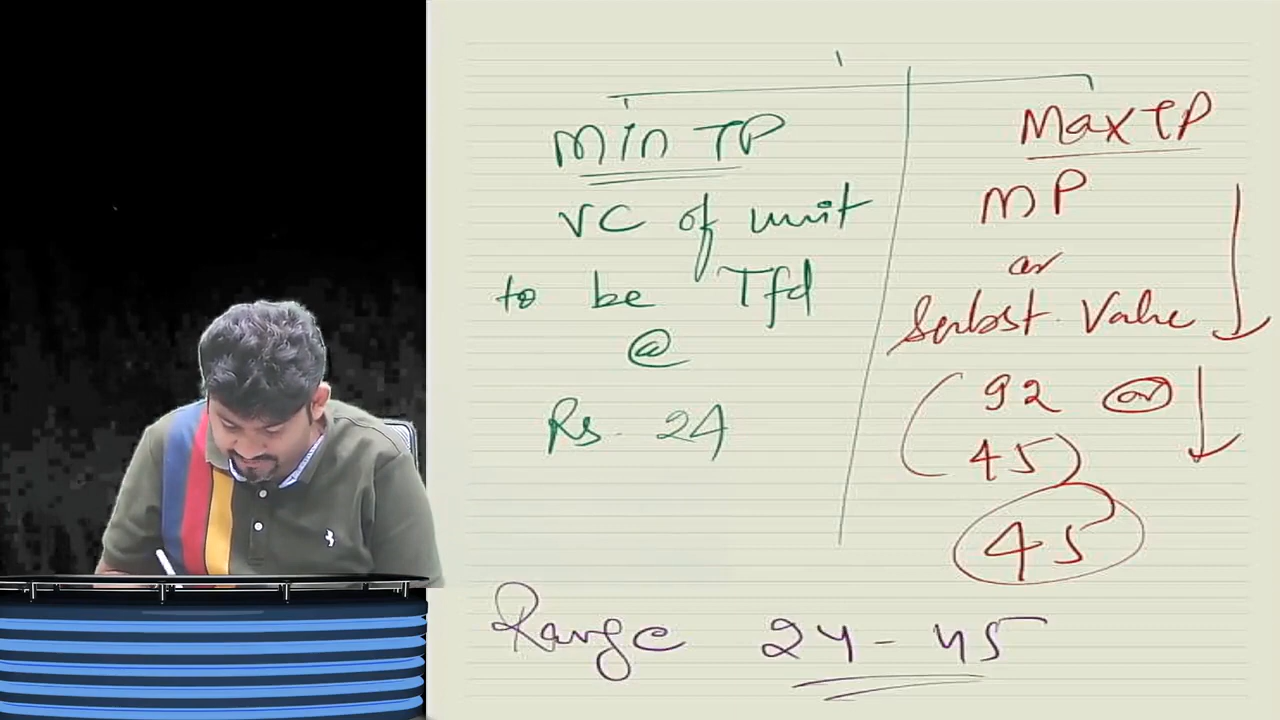 Min TP
VC of unit
to be Tfd
@
Rs. 24
Max TP
MP
or
Subst. Value
(92 or
45)
45
Range 24 - 45